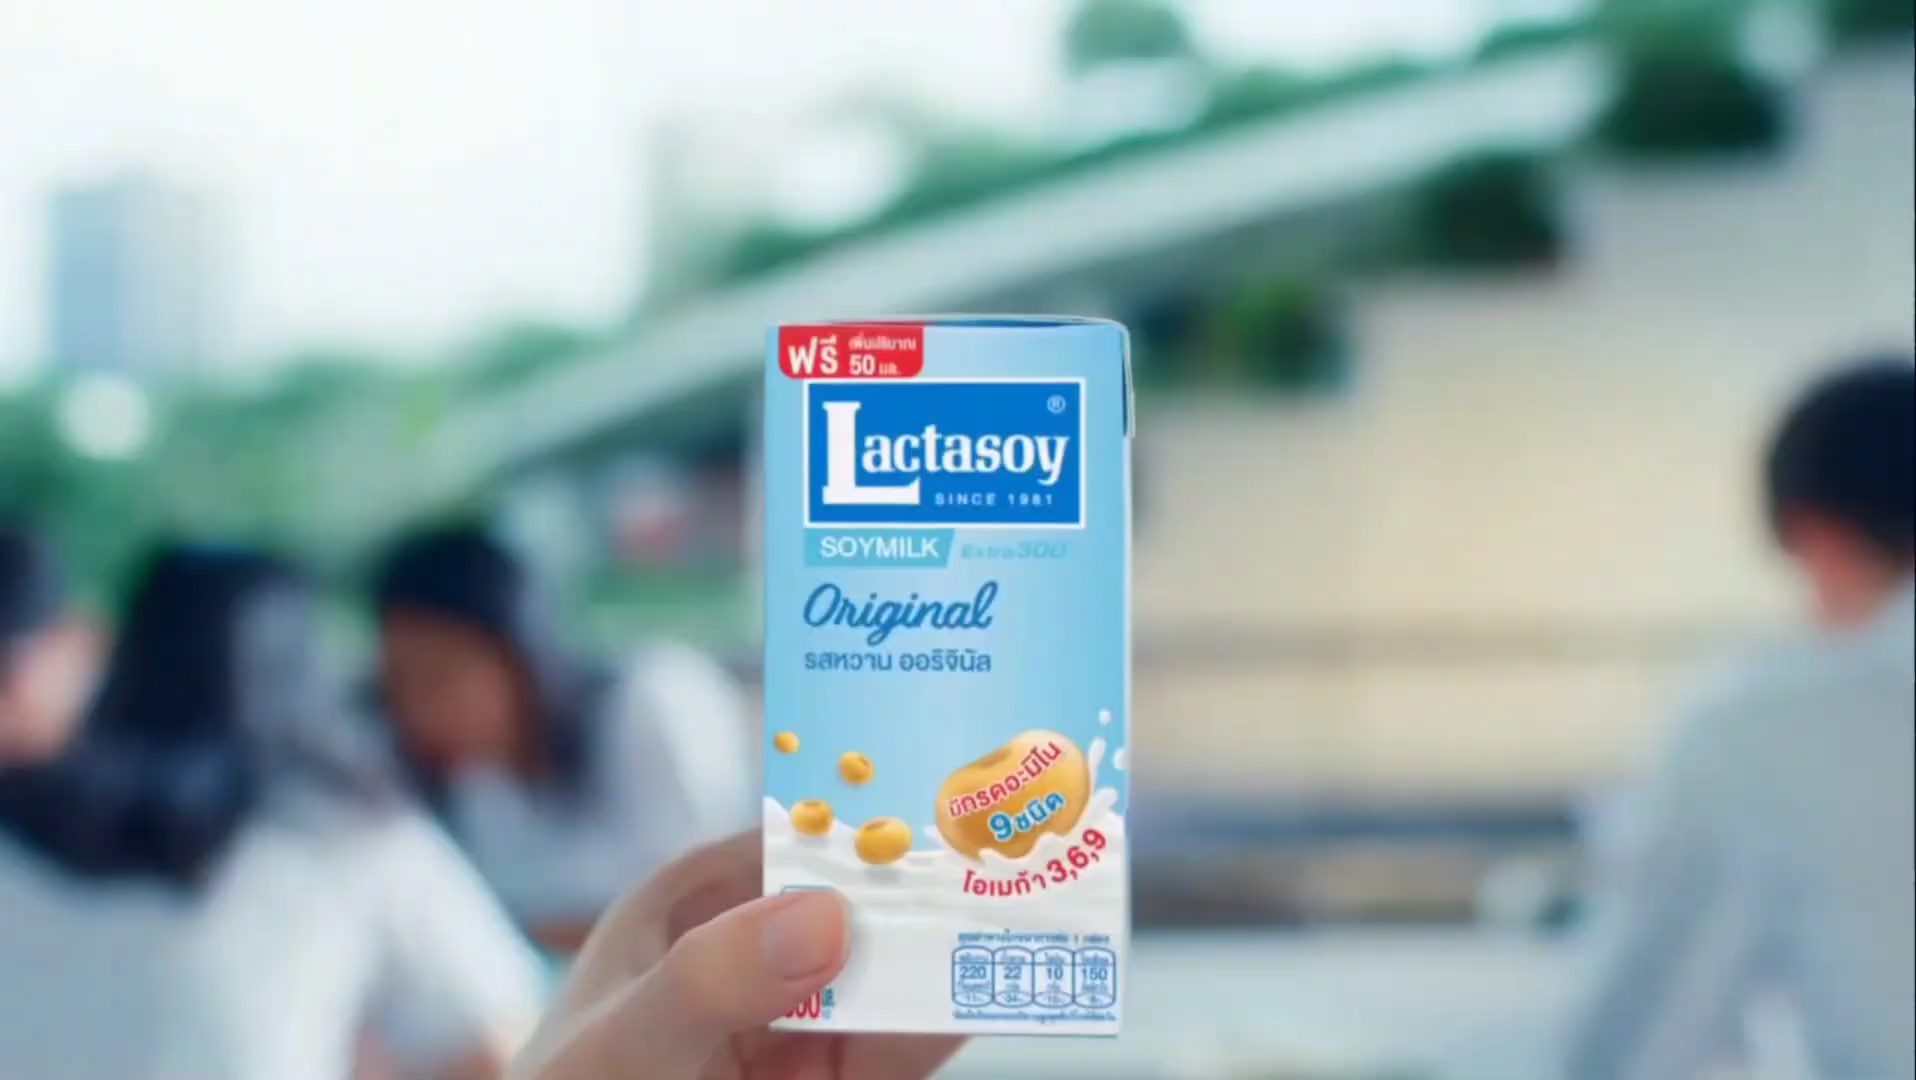 ฟรี เพิ่มปริมาณ
50 มล.
Lactasoy ®
SINCE 1981
SOYMILK Extra 300
Original
รสหวาน ออริจินัล
มีกรดอะมิโน
9 ชนิด
โอเมก้า 3,6,9
220 22 10 150